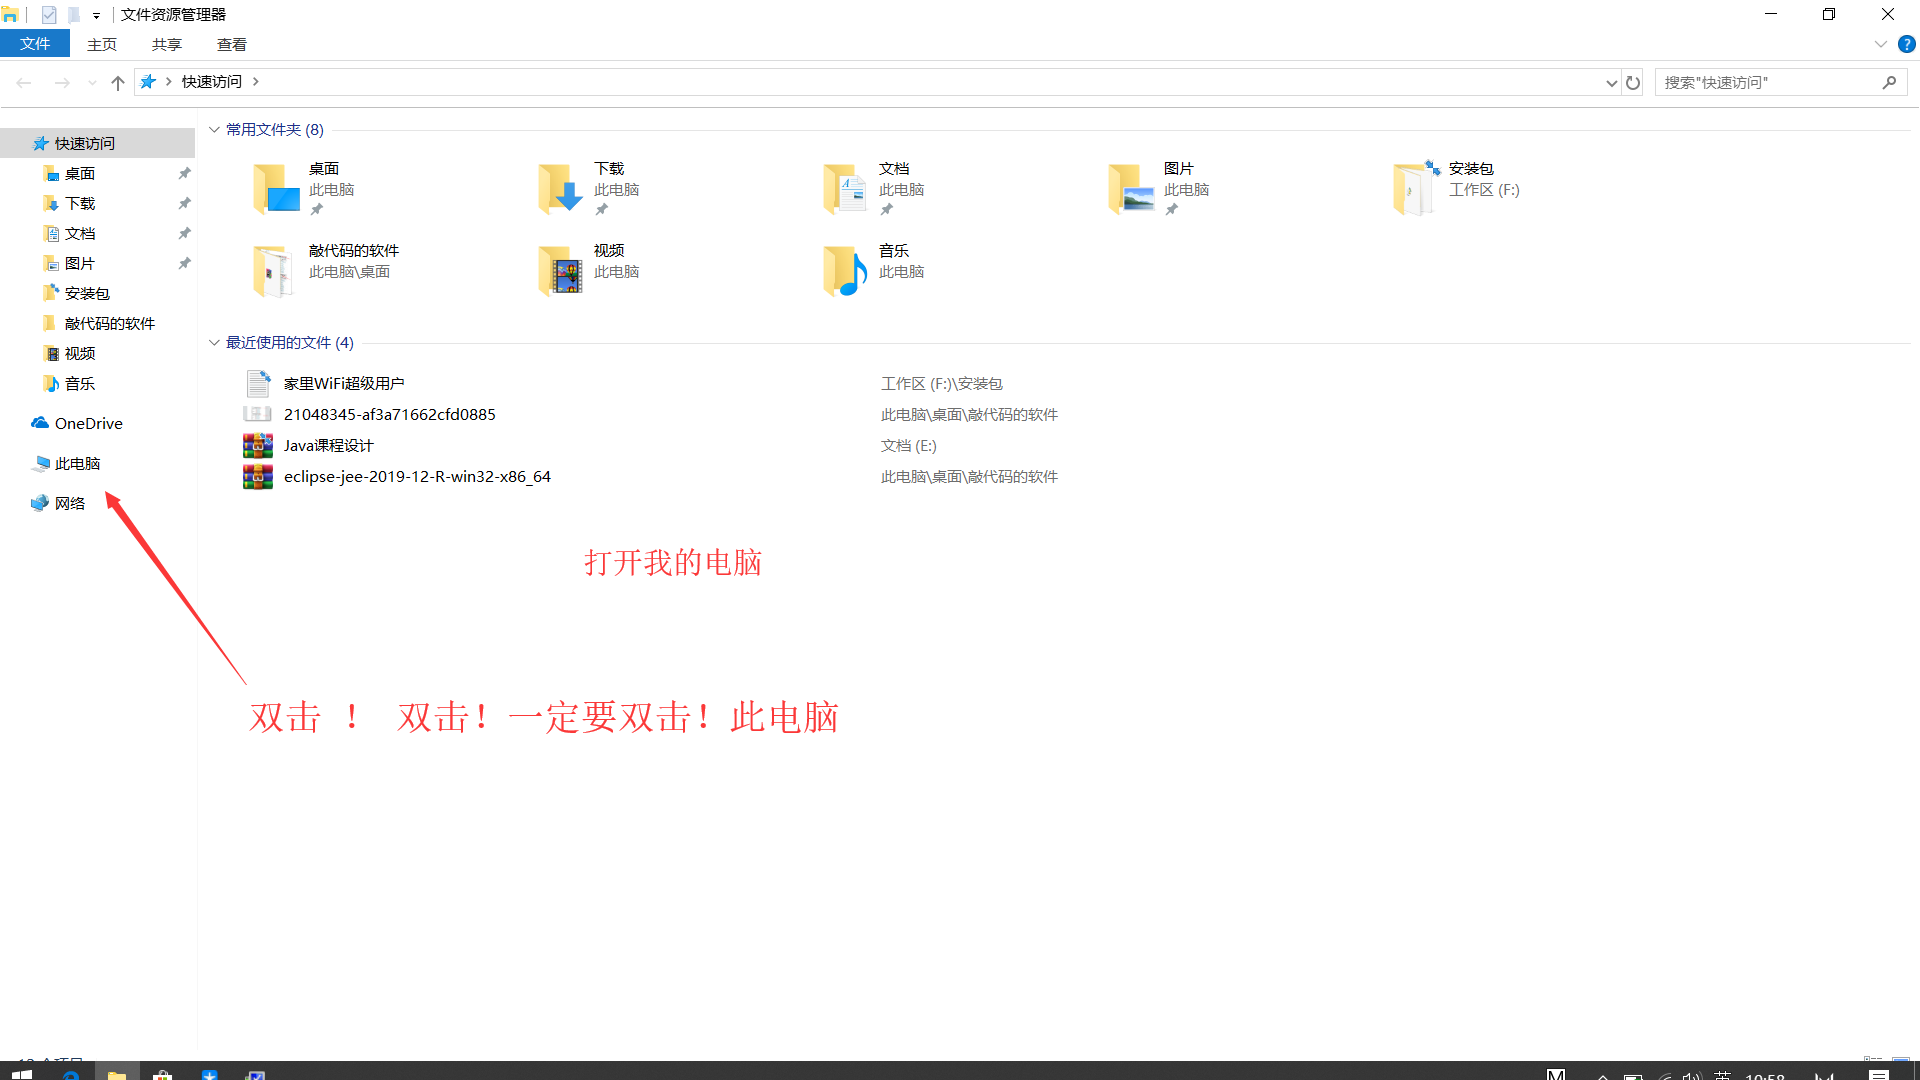 文件资源管理器
文件 主页 共享 查看
快速访问
搜索"快速访问"
快速访问
桌面
下载
文档
图片
安装包
敲代码的软件
视频
音乐
OneDrive
此电脑
网络
常用文件夹 (8)
桌面
此电脑
下载
此电脑
文档
此电脑
图片
此电脑
安装包
工作区 (F:)
敲代码的软件
此电脑\桌面
视频
此电脑
音乐
此电脑
最近使用的文件 (4)
家里WiFi超级用户 工作区 (F:)\安装包
21048345-af3a71662cfd0885 此电脑\桌面\敲代码的软件
Java课程设计 文档 (E:)
eclipse-jee-2019-12-R-win32-x86_64 此电脑\桌面\敲代码的软件
打开我的电脑
双击 ！ 双击！一定要双击！此电脑
英 10:58